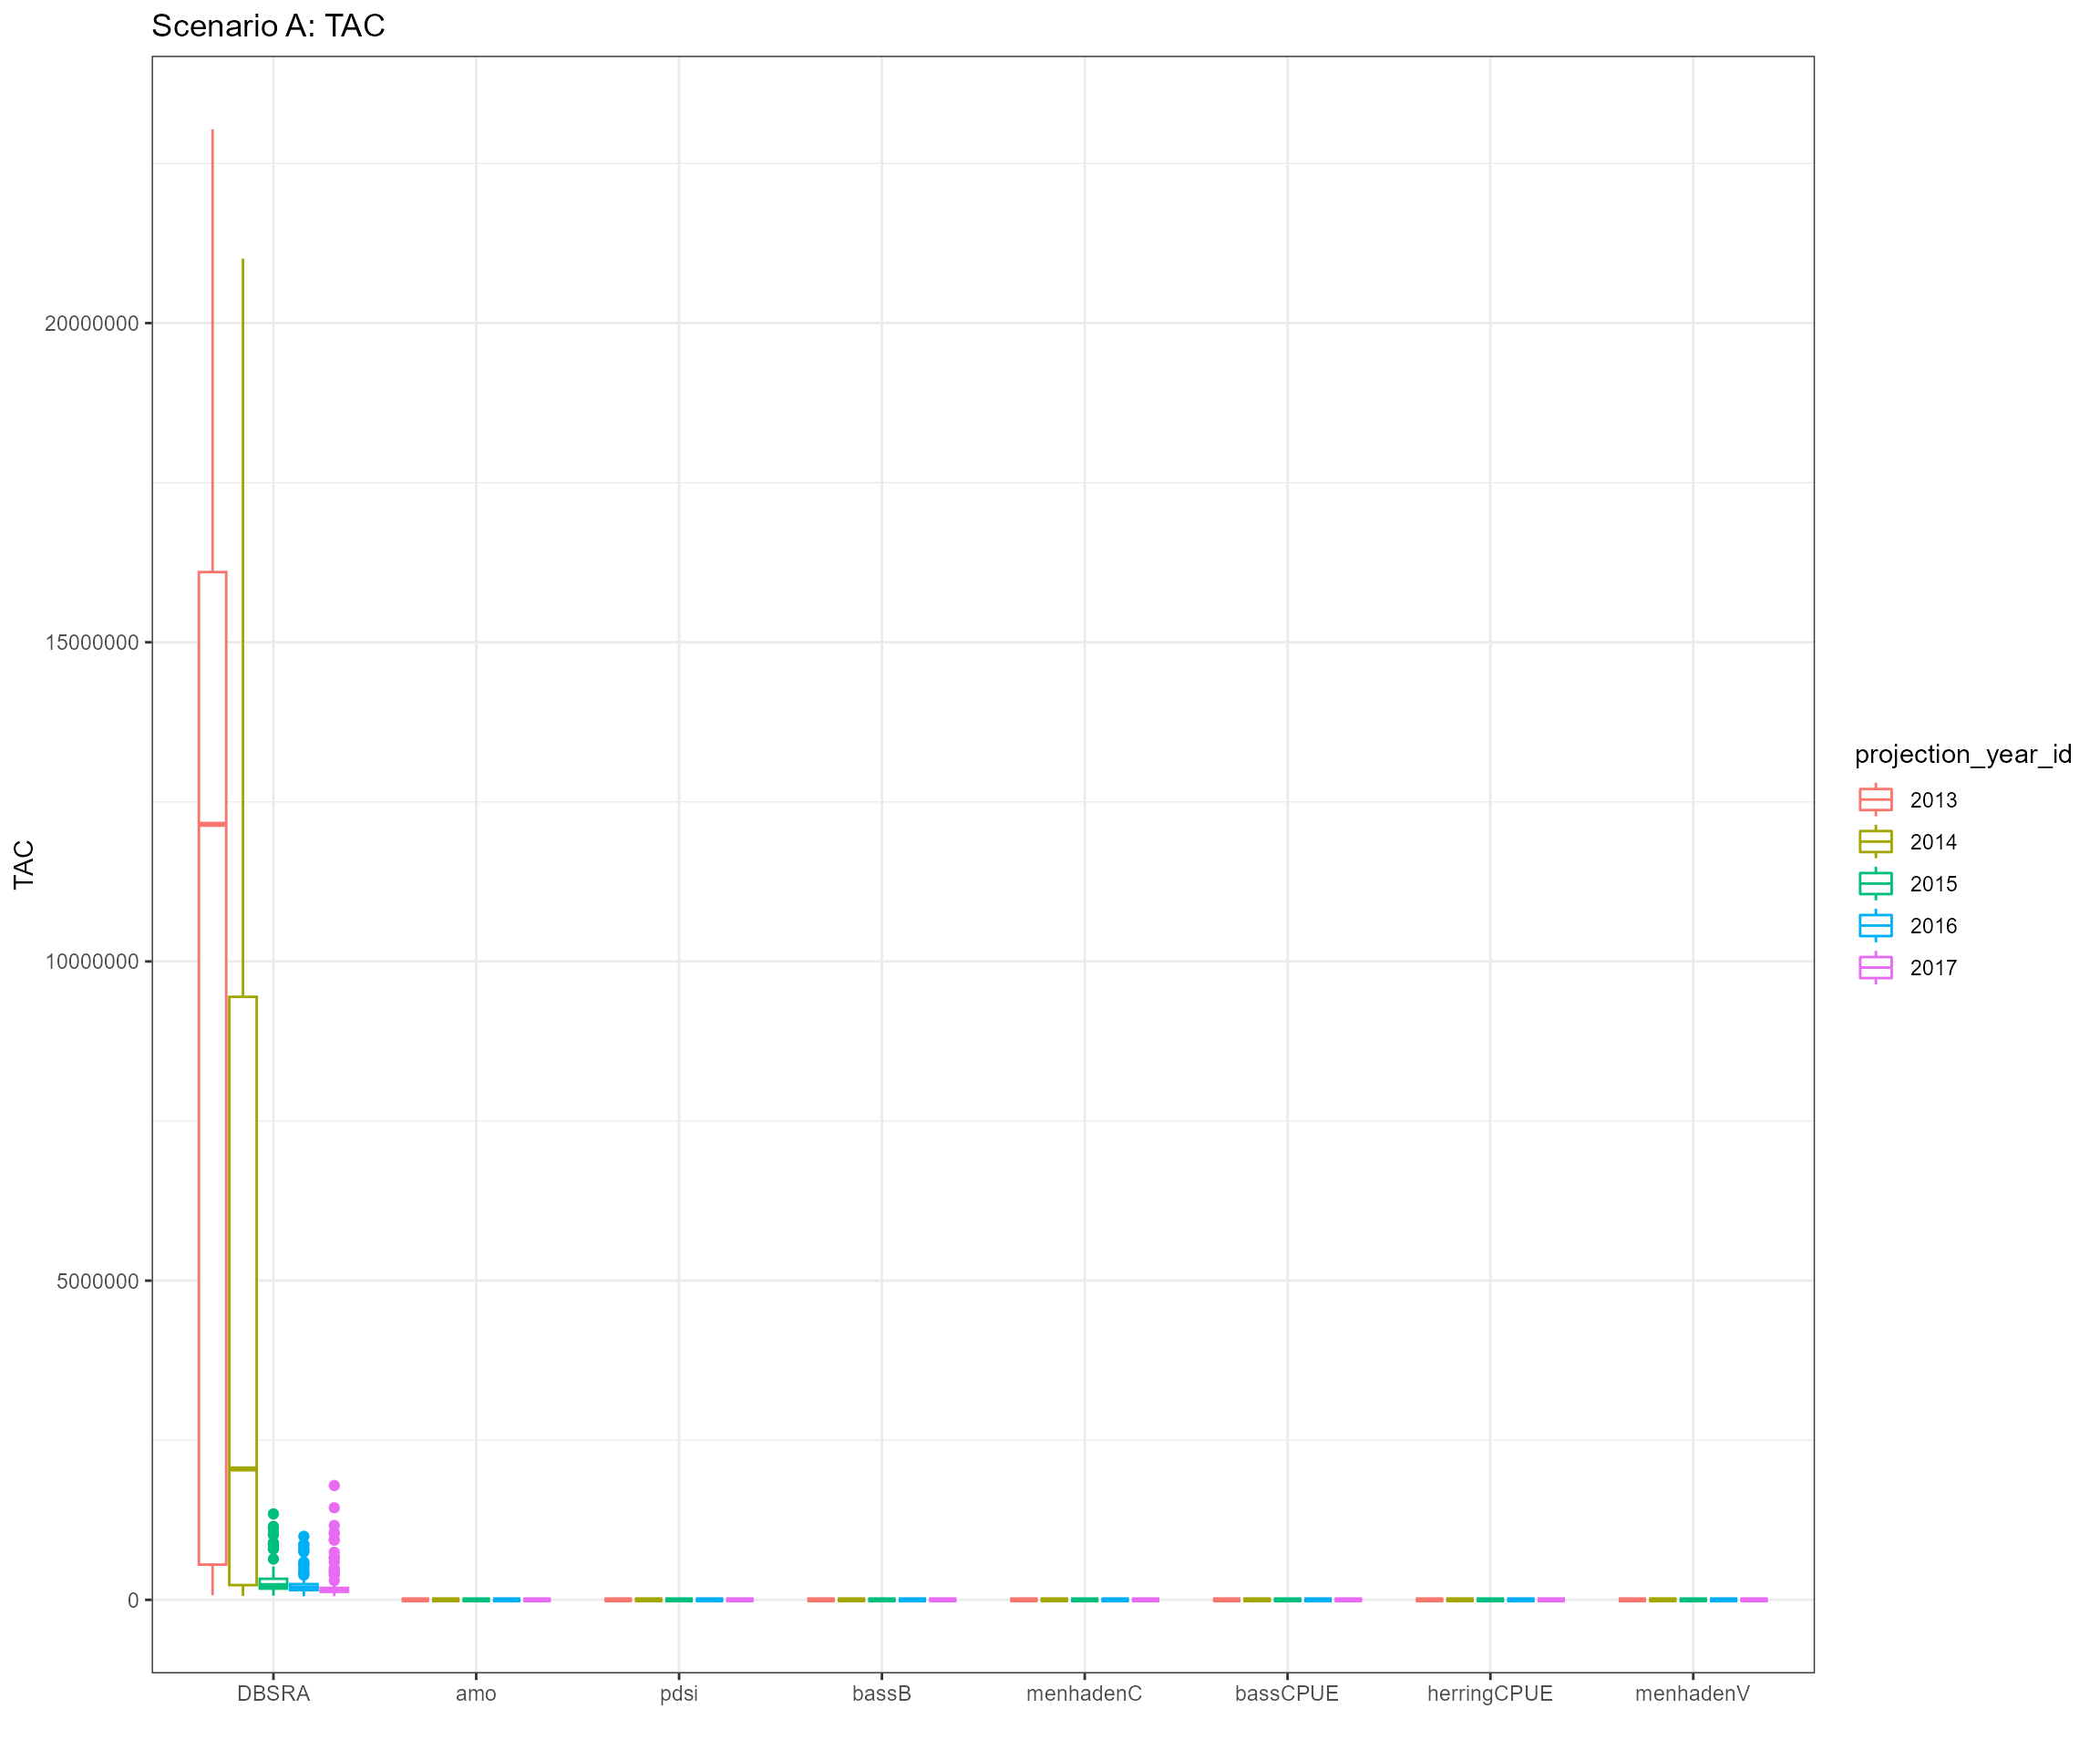 Scenario A: TAC
TAC
20000000
15000000
10000000
5000000
0
DBSRA
amo
pdsi
bassB
menhadenC
bassCPUE
herringCPUE
menhadenV
projection_year_id
2013
2014
2015
2016
2017